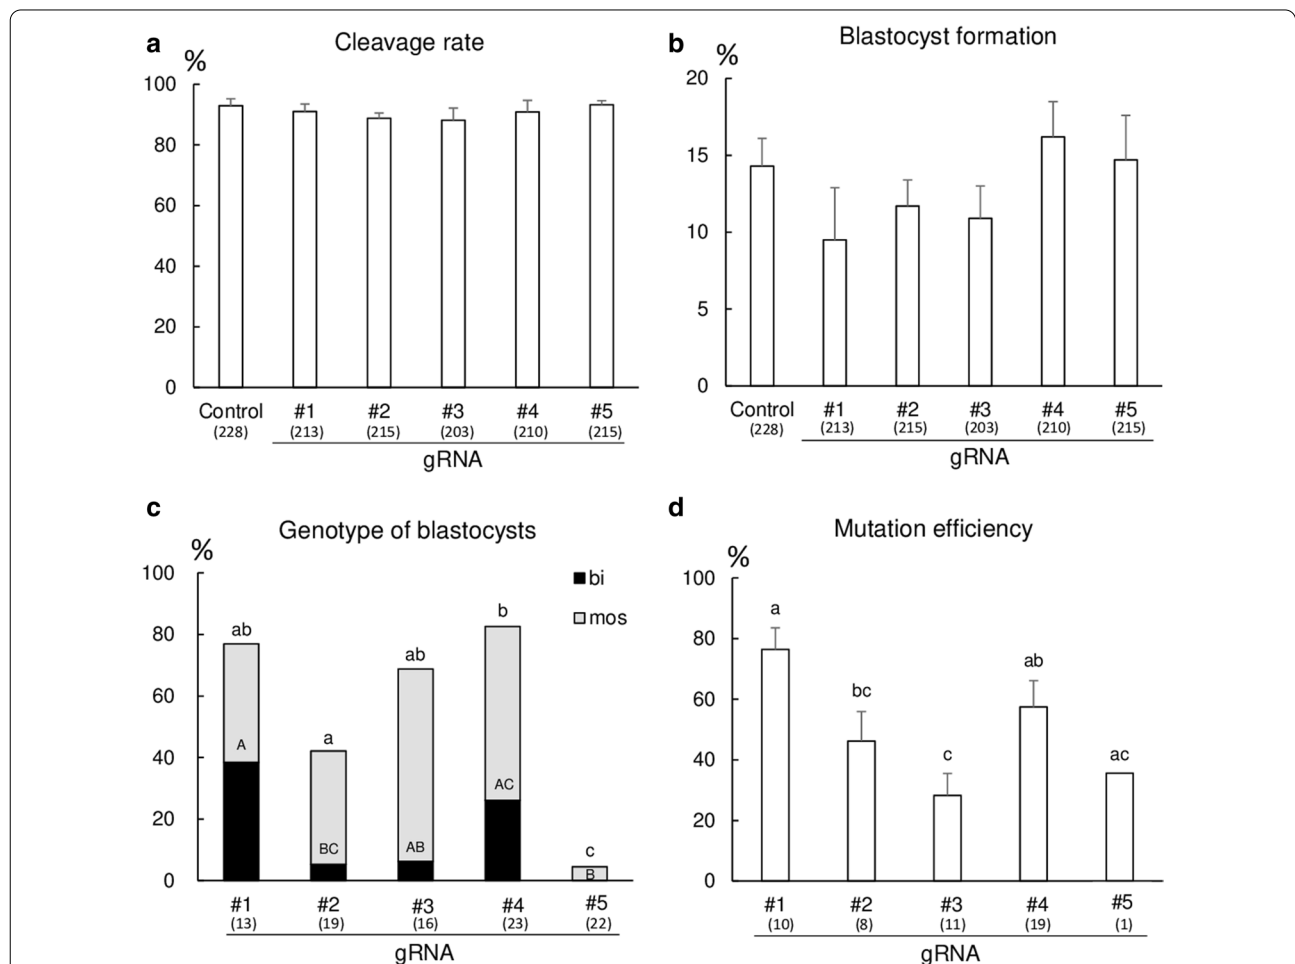 a
Cleavage rate
%
100
80
60
40
20
0
Control #1 #2 #3 #4 #5
(228) (213) (215) (203) (210) (215)
gRNA
b
Blastocyst formation
%
20
15
10
5
0
Control #1 #2 #3 #4 #5
(228) (213) (215) (203) (210) (215)
gRNA
c
Genotype of blastocysts
%
bi
mos
100
80
60
40
20
0
ab a ab b c
A BC AB AC B
#1 #2 #3 #4 #5
(13) (19) (16) (23) (22)
gRNA
d
Mutation efficiency
%
100
80
60
40
20
0
a bc c ab ac
#1 #2 #3 #4 #5
(10) (8) (11) (19) (1)
gRNA